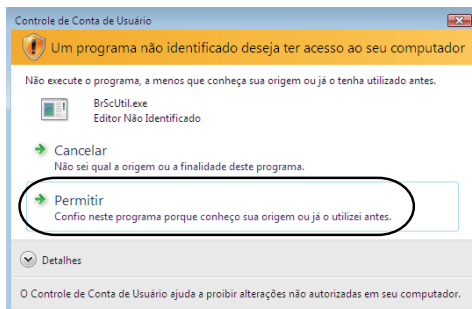 Controle de Conta de Usuário
Um programa não identificado deseja ter acesso ao seu computador
Não execute o programa, a menos que conheça sua origem ou já o tenha utilizado antes.
BrScUtil.exe
Editor Não Identificado
Cancelar
Não sei qual a origem ou a finalidade deste programa.
Permitir
Confio neste programa porque conheço sua origem ou já o utilizei antes.
Detalhes
O Controle de Conta de Usuário ajuda a proibir alterações não autorizadas em seu computador.